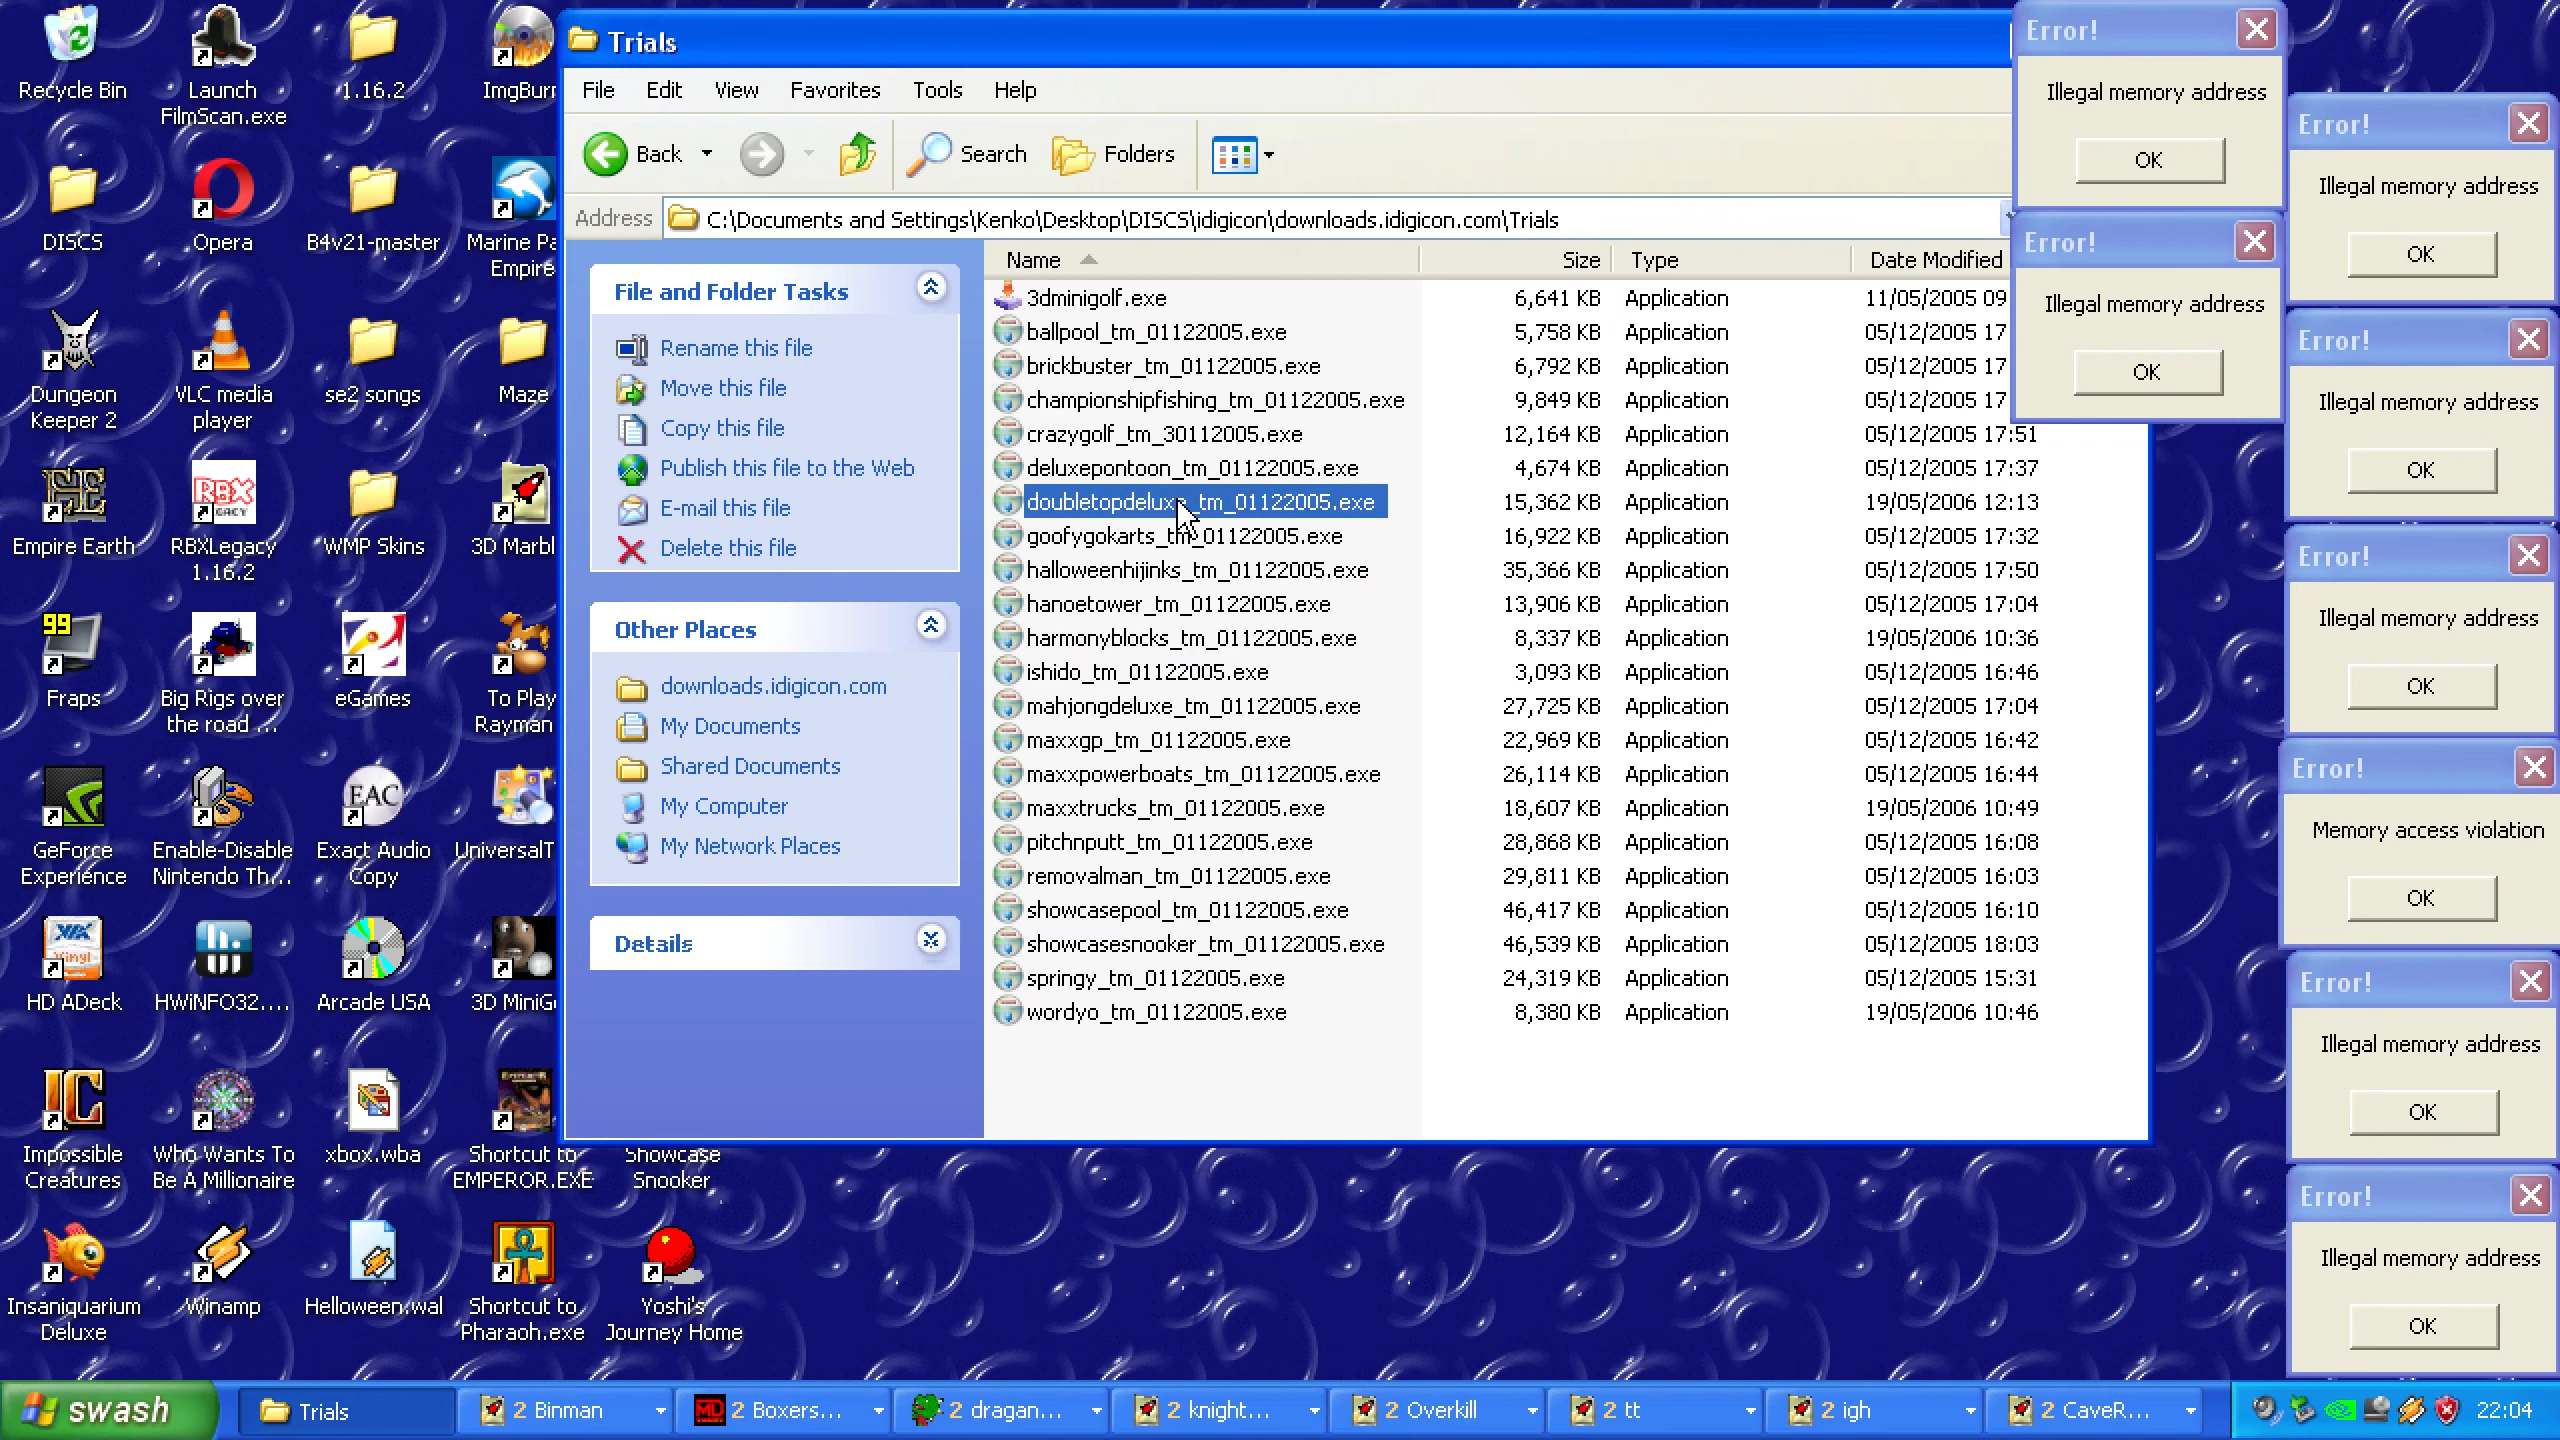 Recycle Bin
Launch
FilmScan.exe
1.16.2
ImgBurn
DISCS
Opera
B4v21-master
Marine Pa
Empire
Dungeon
Keeper 2
VLC media
player
se2 songs
Maze
Empire Earth
RBX
RBXLegacy
1.16.2
WMP Skins
3D Marbl
99
Fraps
Big Rigs over
the road ...
eGames
To Play
Rayman
GeForce
Experience
Enable-Disable
Nintendo Th...
EAC
Exact Audio
Copy
UniversalT
HD ADeck
HWiNFO32....
Arcade USA
3D MiniG
IC
Impossible
Creatures
Who Wants To
Be A Millionaire
xbox.wba
Shortcut to
EMPEROR.EXE
Showcase
Snooker
Insaniquarium
Deluxe
Winamp
Helloween.wal
Shortcut to
Pharaoh.exe
Yoshi's
Journey Home
Trials
File Edit View Favorites Tools Help
Back Search Folders
Address C:\Documents and Settings\Kenko\Desktop\DISCS\idigicon\downloads.idigicon.com\Trials
File and Folder Tasks
Rename this file
Move this file
Copy this file
Publish this file to the Web
E-mail this file
Delete this file
Other Places
downloads.idigicon.com
My Documents
Shared Documents
My Computer
My Network Places
Details
Name Size Type Date Modified
3dminigolf.exe 6,641 KB Application 11/05/2005 09
ballpool_tm_01122005.exe 5,758 KB Application 05/12/2005 17
brickbuster_tm_01122005.exe 6,792 KB Application 05/12/2005 17
championshipfishing_tm_01122005.exe 9,849 KB Application 05/12/2005 17
crazygolf_tm_30112005.exe 12,164 KB Application 05/12/2005 17:51
deluxepontoon_tm_01122005.exe 4,674 KB Application 05/12/2005 17:37
doubletopdeluxe_tm_01122005.exe 15,362 KB Application 19/05/2006 12:13
goofygokarts_tm_01122005.exe 16,922 KB Application 05/12/2005 17:32
halloweenhijinks_tm_01122005.exe 35,366 KB Application 05/12/2005 17:50
hanoetower_tm_01122005.exe 13,906 KB Application 05/12/2005 17:04
harmonyblocks_tm_01122005.exe 8,337 KB Application 19/05/2006 10:36
ishido_tm_01122005.exe 3,093 KB Application 05/12/2005 16:46
mahjongdeluxe_tm_01122005.exe 27,725 KB Application 05/12/2005 17:04
maxxgp_tm_01122005.exe 22,969 KB Application 05/12/2005 16:42
maxxpowerboats_tm_01122005.exe 26,114 KB Application 05/12/2005 16:44
maxxtrucks_tm_01122005.exe 18,607 KB Application 19/05/2006 10:49
pitchnputt_tm_01122005.exe 28,868 KB Application 05/12/2005 16:08
removalman_tm_01122005.exe 29,811 KB Application 05/12/2005 16:03
showcasepool_tm_01122005.exe 46,417 KB Application 05/12/2005 16:10
showcasesnooker_tm_01122005.exe 46,539 KB Application 05/12/2005 18:03
springy_tm_01122005.exe 24,319 KB Application 05/12/2005 15:31
wordyo_tm_01122005.exe 8,380 KB Application 19/05/2006 10:46
Error!
Illegal memory address
OK
Error!
Illegal memory address
OK
Error!
Illegal memory address
OK
Error!
Illegal memory address
OK
Error!
Illegal memory address
OK
Error!
Memory access violation
OK
Error!
Illegal memory address
OK
Error!
Illegal memory address
OK
swash
Trials
2 Binman
MD 2 Boxers...
2 dragan...
2 knight...
2 Overkill
2 tt
2 igh
2 CaveR...
22:04